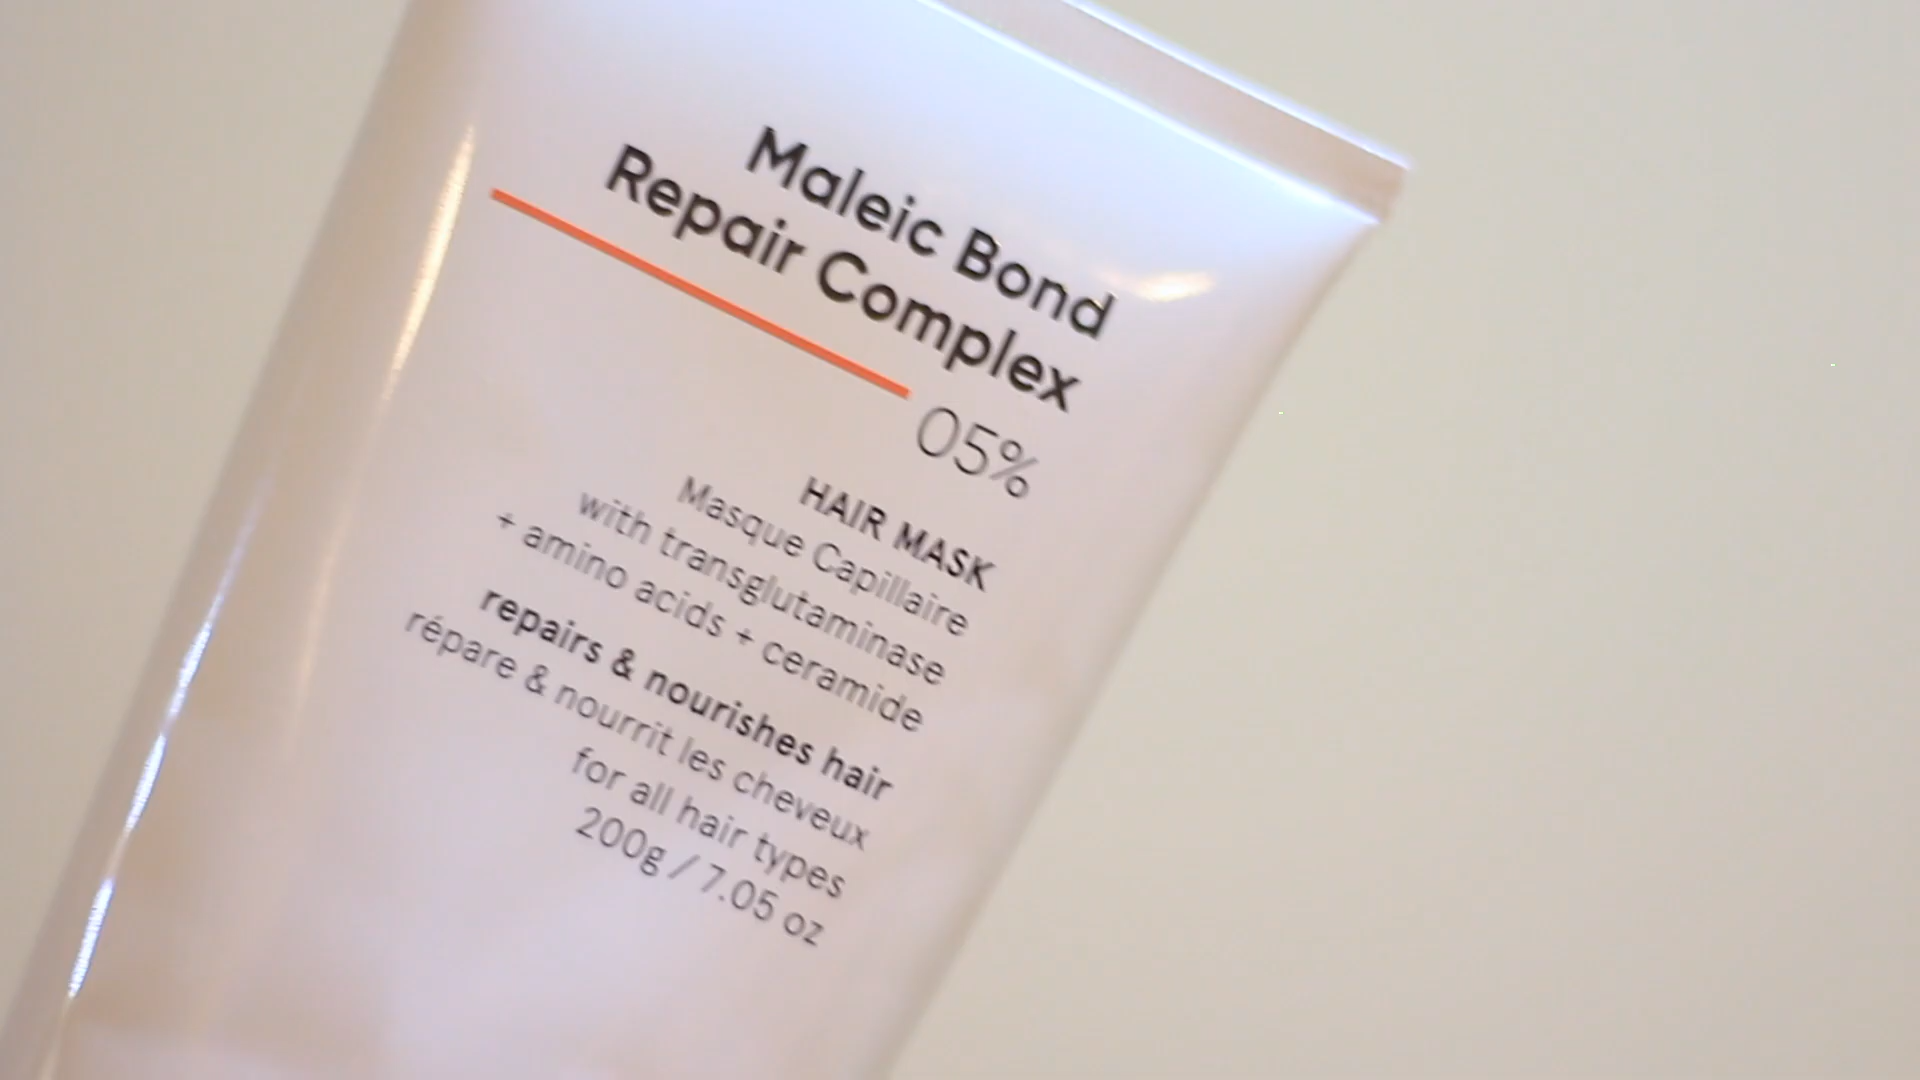 Maleic Bond
Repair Complex
05%
HAIR MASK
Masque Capillaire
with transglutaminase
+ amino acids + ceramide
repairs & nourishes hair
répare & nourrit les cheveux
for all hair types
200g / 7.05 oz